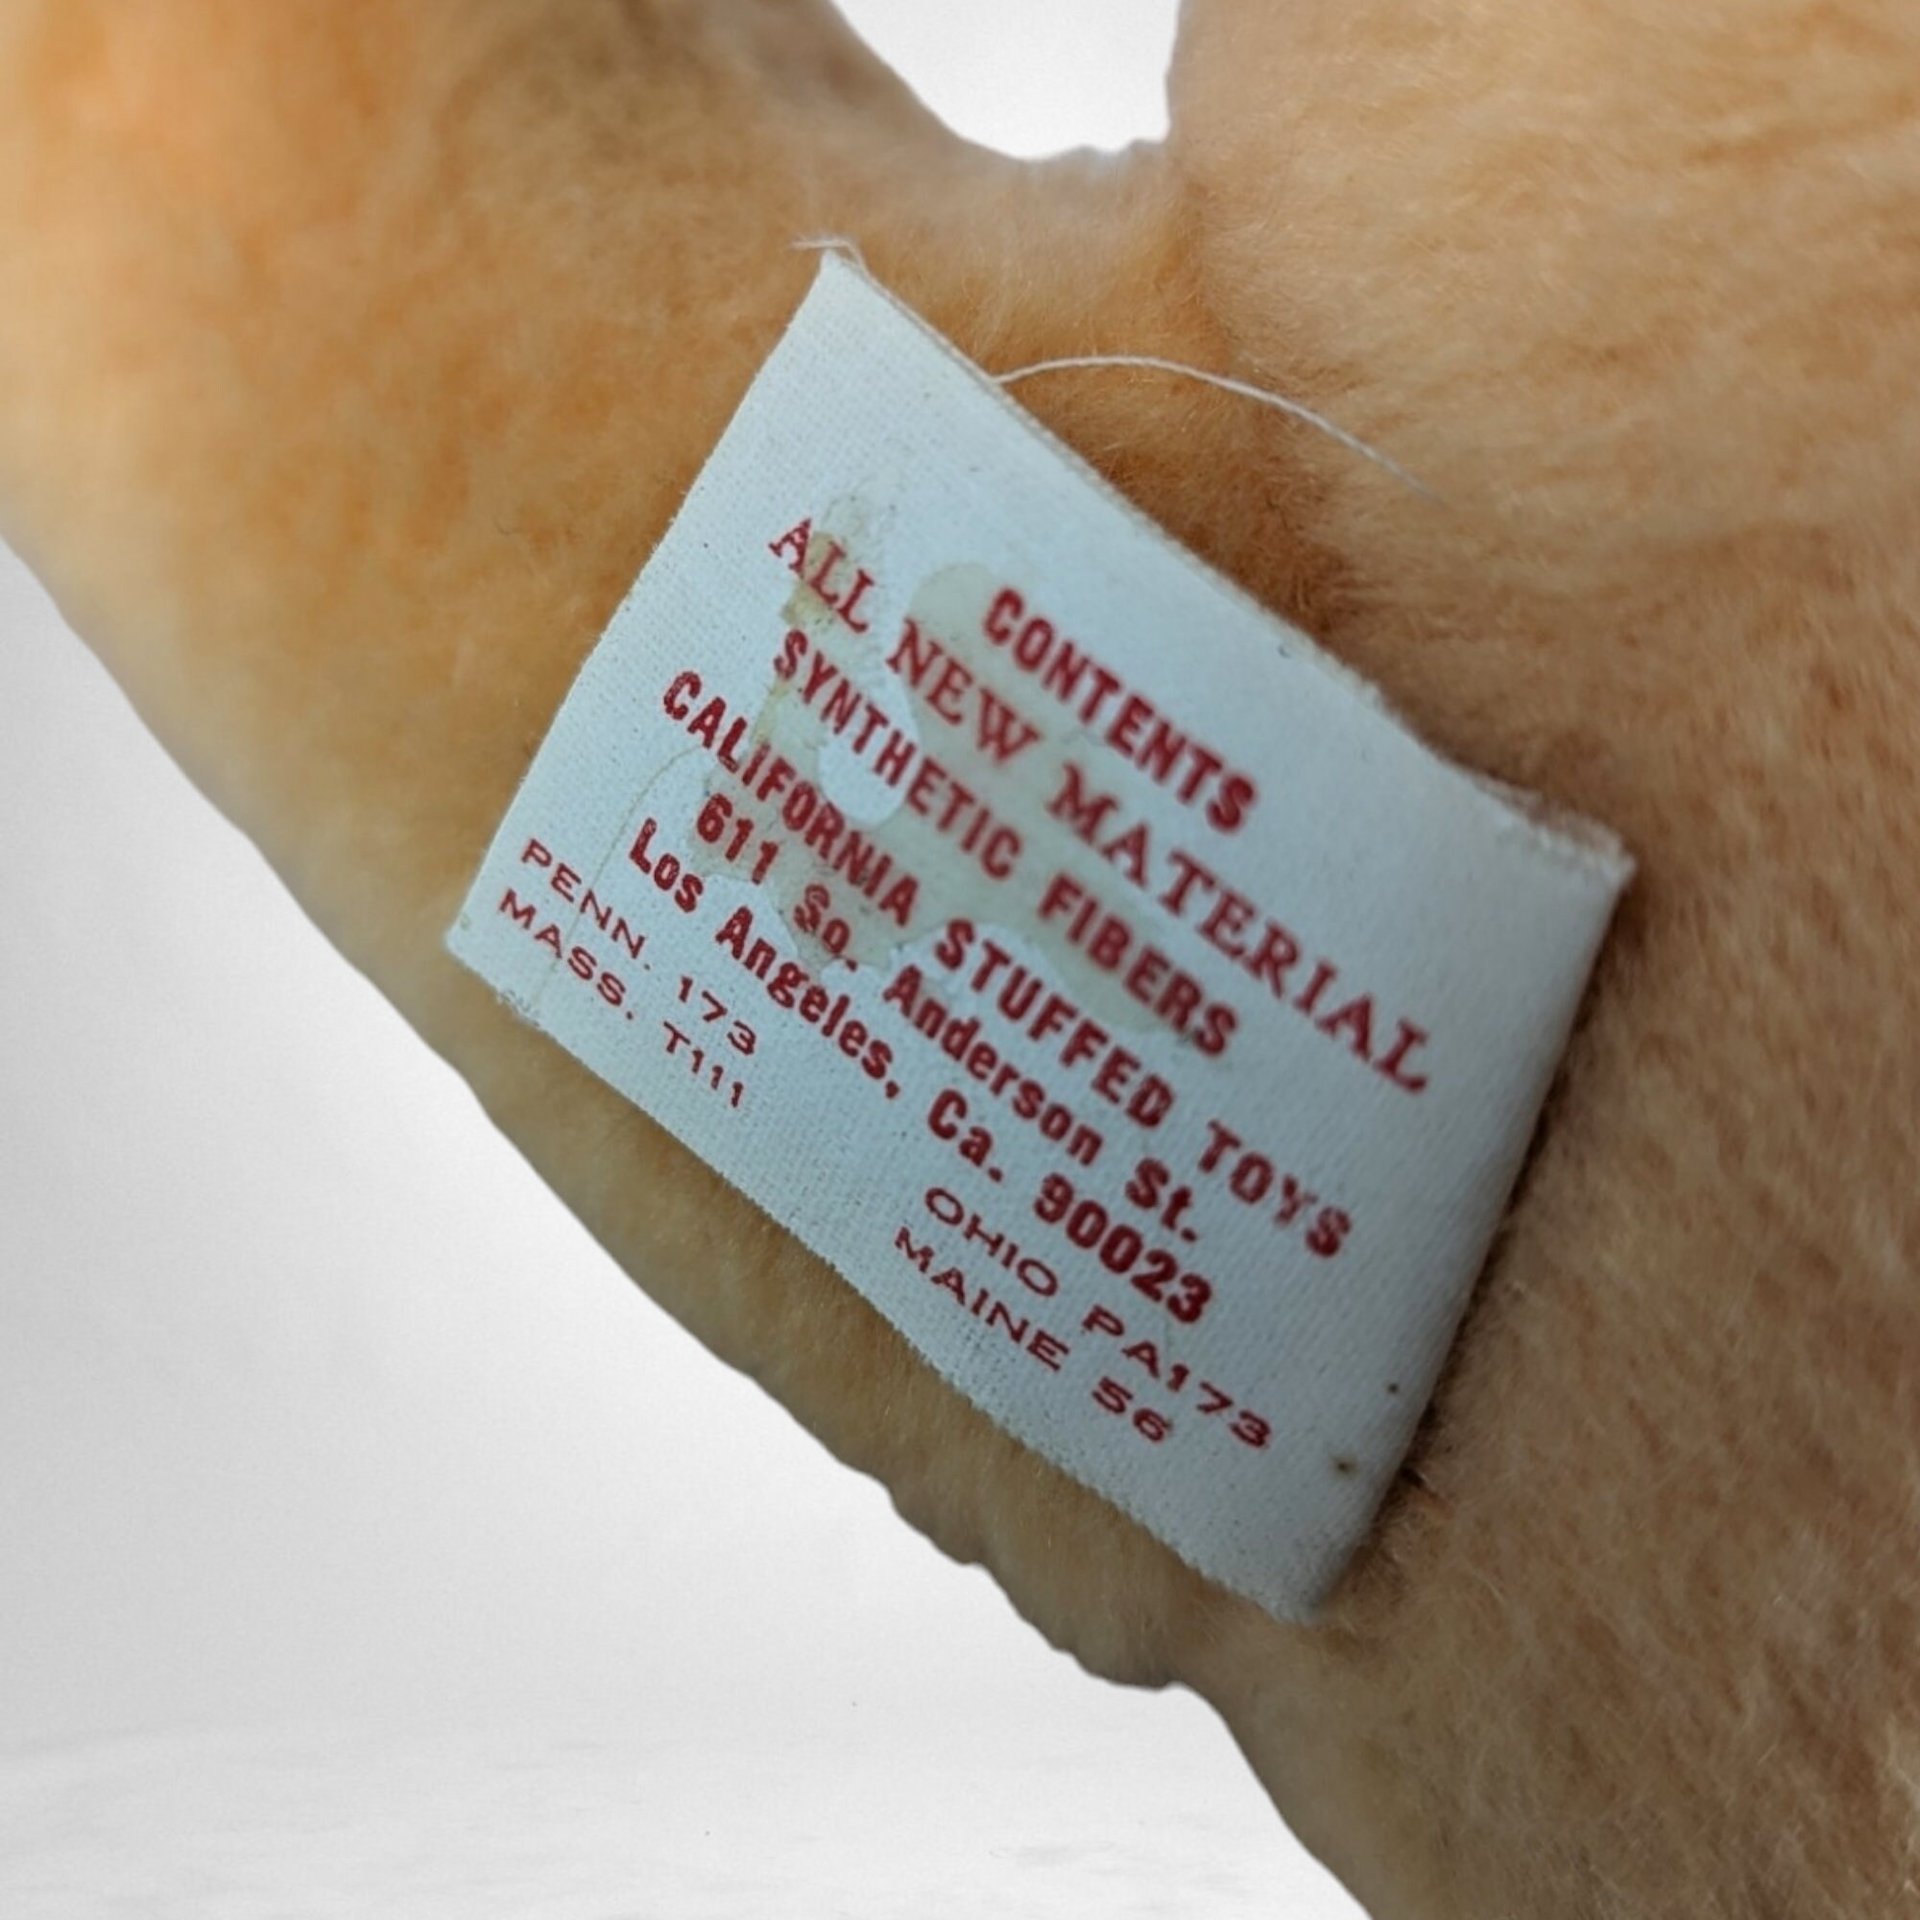 CONTENTS
ALL NEW MATERIAL
SYNTHETIC FIBERS
CALIFORNIA STUFFED TOYS
611 So. Anderson St.
Los Angeles, Ca. 90023
PENN. 173 OHIO PA173
MASS. T111 MAINE 56